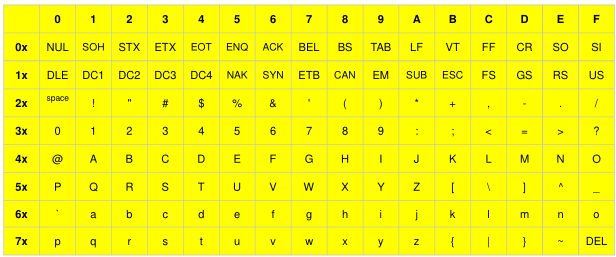 0 1 2 3 4 5 6 7 8 9 A B C D E F
0x NUL SOH STX ETX EOT ENQ ACK BEL BS TAB LF VT FF CR SO SI
1x DLE DC1 DC2 DC3 DC4 NAK SYN ETB CAN EM SUB ESC FS GS RS US
2x space ! " # $ % & ' ( ) * + , - . /
3x 0 1 2 3 4 5 6 7 8 9 : ; < = > ?
4x @ A B C D E F G H I J K L M N O
5x P Q R S T U V W X Y Z [ \ ] ^ _
6x ` a b c d e f g h i j k l m n o
7x p q r s t u v w x y z { | } ~ DEL